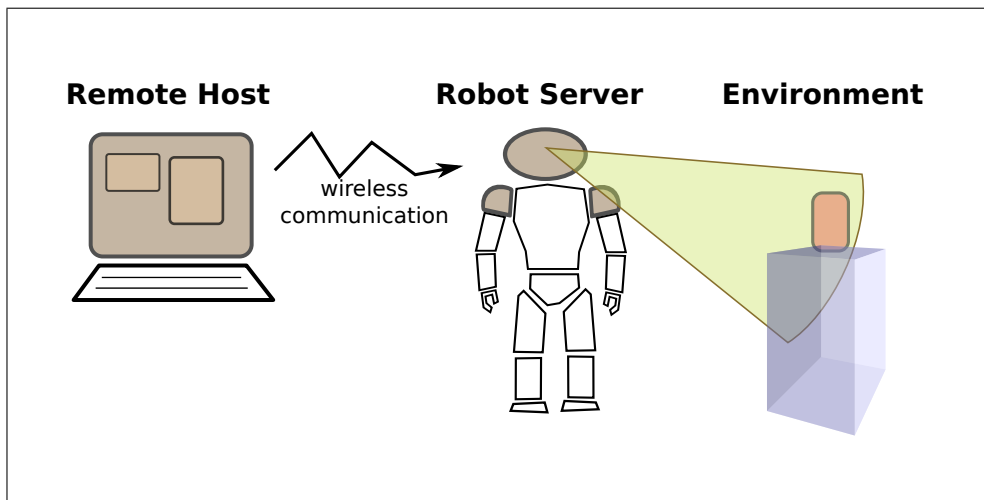 Remote Host
Robot Server
Environment
wireless
communication